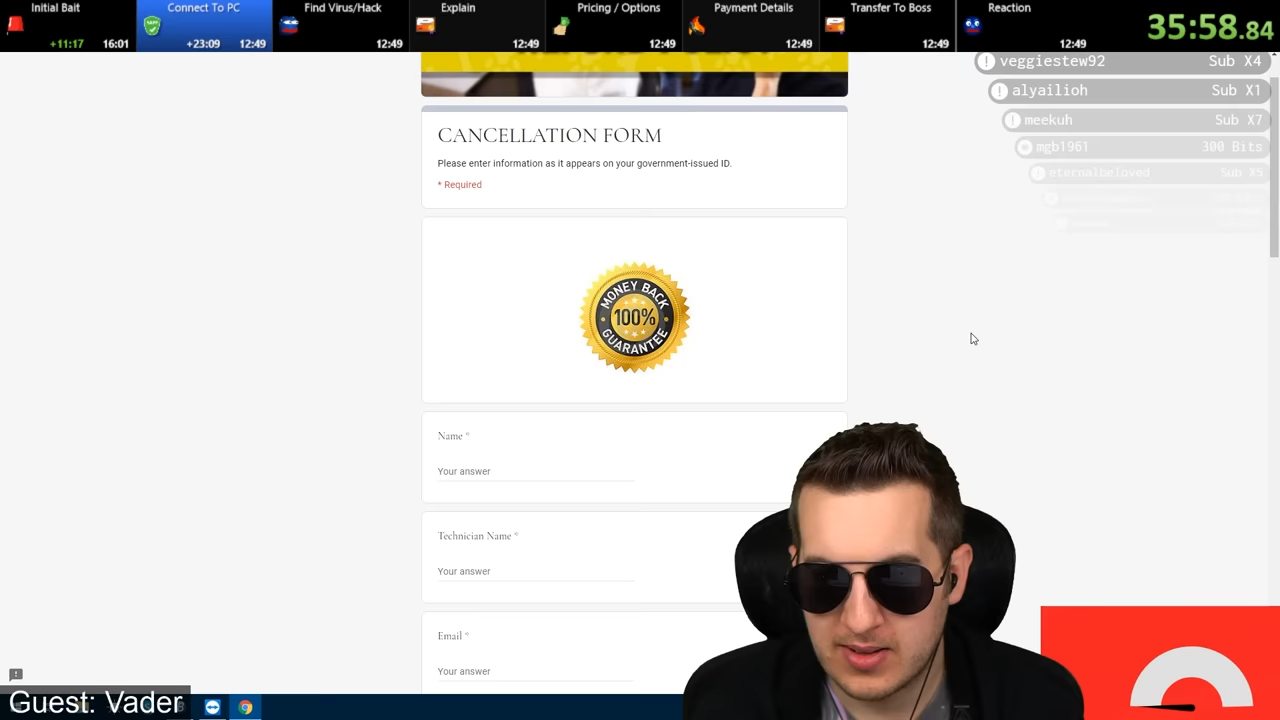 Initial Bait
+11:17 16:01
Connect To PC
+23:09 12:49
Find Virus/Hack
12:49
Explain
12:49
Pricing / Options
12:49
Payment Details
12:49
Transfer To Boss
12:49
Reaction
12:49
35:58.84
veggiestew92 Sub X4
alyailioh Sub X1
meekuh Sub X7
mgb1961 300 Bits
eternalbeloved Sub X5
CANCELLATION FORM
Please enter information as it appears on your government-issued ID.
* Required
MONEY BACK
100%
GUARANTEE
Name *
Your answer
Technician Name *
Your answer
Email *
Your answer
Guest: Vader